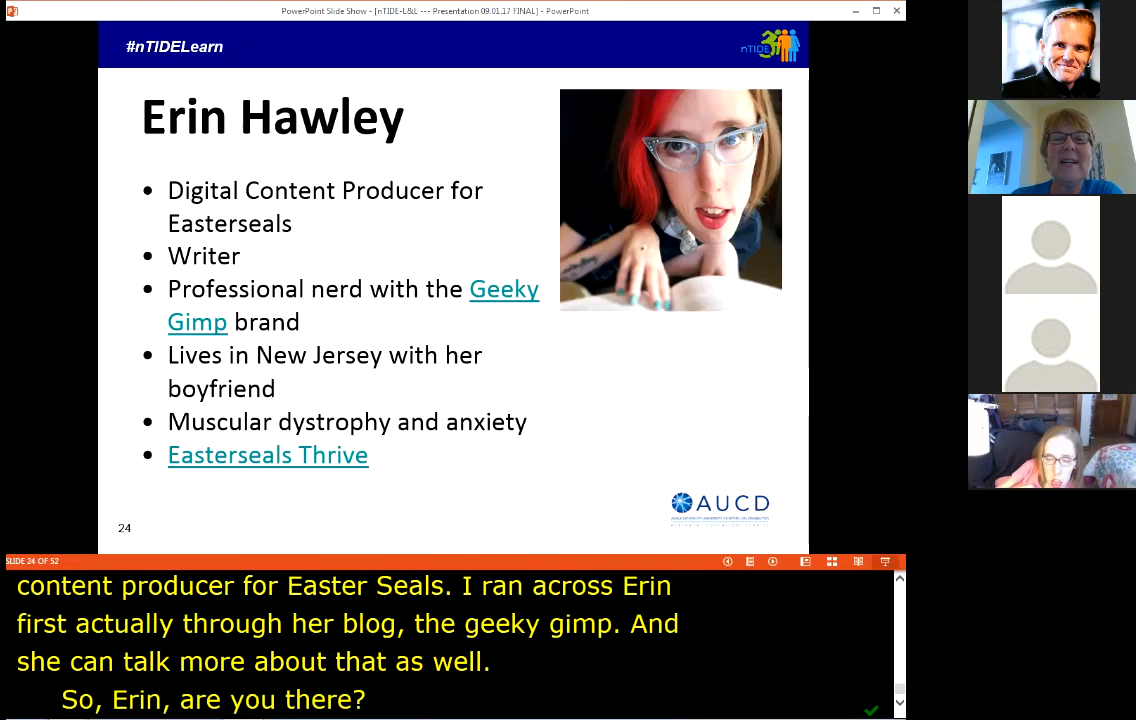 PowerPoint Slide Show - [nTIDE-L&L --- Presentation 09.01.17 FINAL] - PowerPoint
#nTIDELearn
nTIDE
Erin Hawley
• Digital Content Producer for
Easterseals
• Writer
• Professional nerd with the Geeky
Gimp brand
• Lives in New Jersey with her
boyfriend
• Muscular dystrophy and anxiety
• Easterseals Thrive
AUCD
24
SLIDE 24 OF 52
content producer for Easter Seals. I ran across Erin
first actually through her blog, the geeky gimp. And
she can talk more about that as well.
So, Erin, are you there?